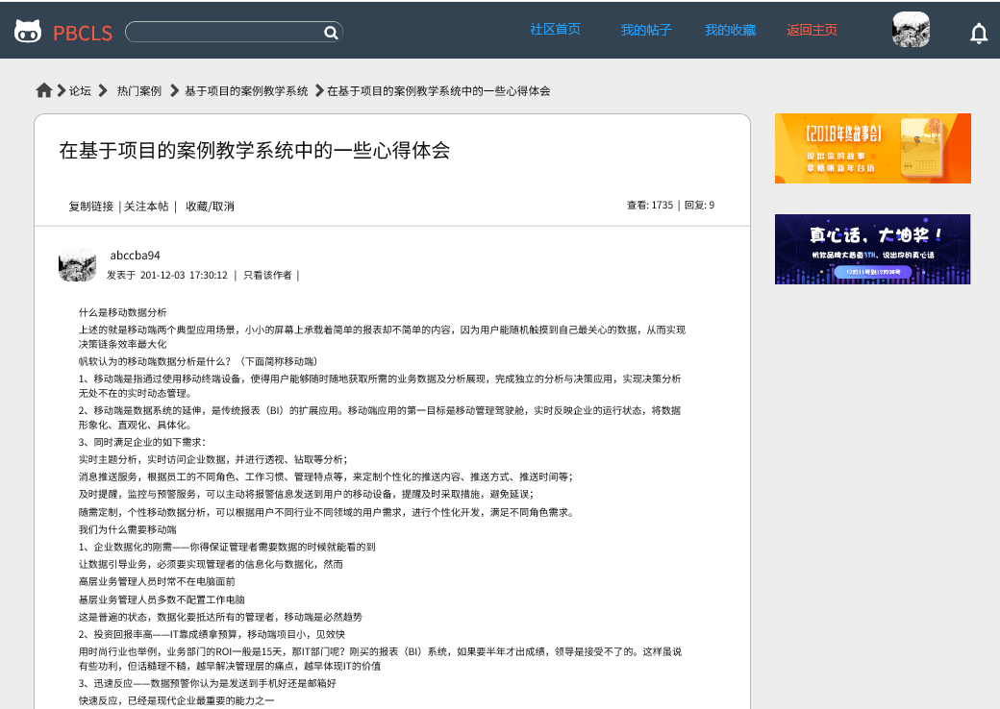 PBCLS
社区首页 我的帖子 我的收藏 返回主页
论坛 热门案例 基于项目的案例教学系统 在基于项目的案例教学系统中的一些心得体会
在基于项目的案例教学系统中的一些心得体会
复制链接 | 关注本帖 | 收藏/取消 查看: 1735 | 回复: 9
abccba94
发表于 201-12-03 17:30:12 | 只看该作者 |
什么是移动数据分析
上述的就是移动端两个典型应用场景，小小的屏幕上承载着简单的报表却不简单的内容，因为用户能随机触摸到自己最关心的数据，从而实现
决策链条效率最大化
帆软认为的移动端数据分析是什么？（下面简称移动端）
1、移动端是指通过使用移动终端设备，使得用户能够随时随地获取所需的业务数据及分析展现，完成独立的分析与决策应用，实现决策分析
无处不在的实时动态管理。
2、移动端是数据系统的延伸，是传统报表（BI）的扩展应用。移动端应用的第一目标是移动管理驾驶舱，实时反映企业的运行状态，将数据
形象化、直观化、具体化。
3、同时满足企业的如下需求：
实时主题分析，实时访问企业数据，并进行透视、钻取等分析；
消息推送服务，根据员工的不同角色、工作习惯、管理特点等，来定制个性化的推送内容、推送方式、推送时间等；
及时提醒，监控与预警服务，可以主动将报警信息发送到用户的移动设备，提醒及时采取措施，避免延误；
随需定制，个性移动数据分析，可以根据用户不同行业不同领域的用户需求，进行个性化开发，满足不同角色需求。
我们为什么需要移动端
1、企业数据化的刚需——你得保证管理者需要数据的时候就能看的到
让数据引导业务，必须要实现管理者的信息化与数据化，然而
高层业务管理人员时常不在电脑面前
基层业务管理人员多数不配置工作电脑
这是普遍的状态，数据化要抵达所有的管理者，移动端是必然趋势
2、投资回报率高——IT靠成绩拿预算，移动端项目小，见效快
用时尚行业也举例，业务部门的ROI一般是15天，那IT部门呢？刚买的报表（BI）系统，如果要半年才出成绩，领导是接受不了的。这样虽说
有些功利，但话糙理不糙，越早解决管理层的痛点，越早体现IT的价值
3、迅速反应——数据预警你认为是发送到手机好还是邮箱好
快速反应，已经是现代企业最重要的能力之一
【2018年终故事会】
说出你的故事
拿帆帆新年台历
真心话，大抽奖！
帆软品牌大吾鱼3TH，说出你的真心话